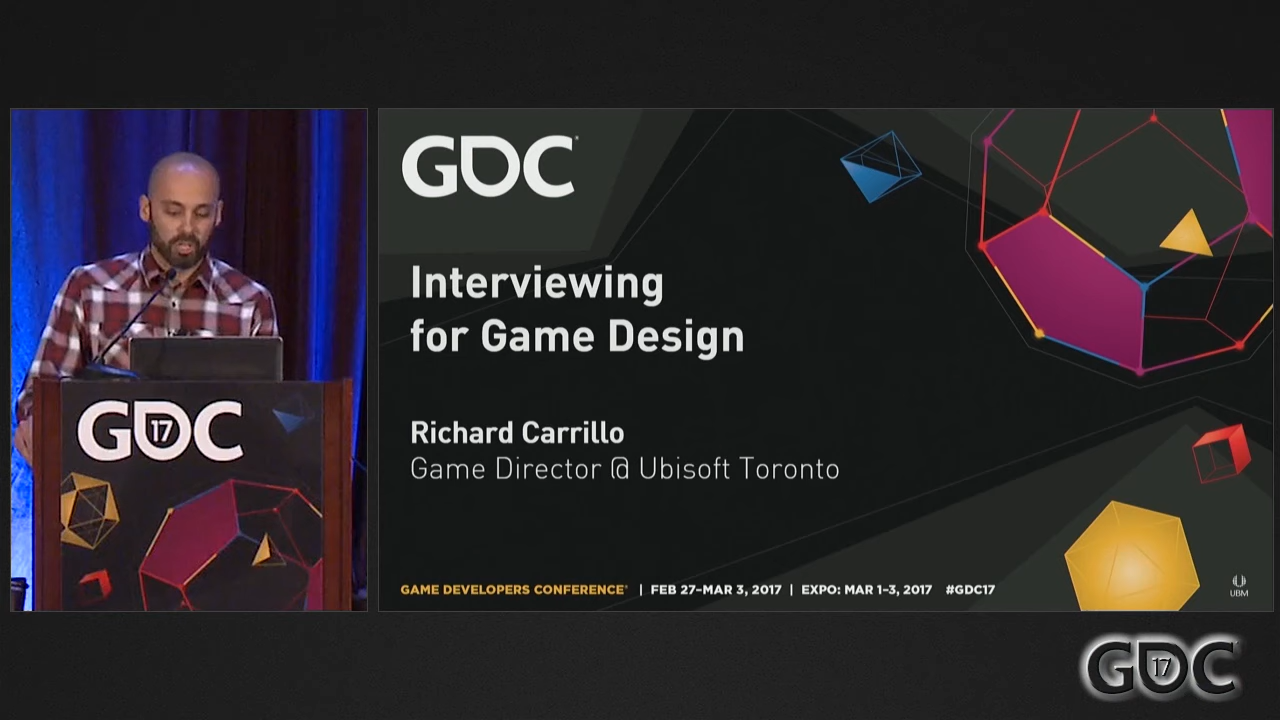 GDC
Interviewing
for Game Design
Richard Carrillo
Game Director @ Ubisoft Toronto
GAME DEVELOPERS CONFERENCE® | FEB 27–MAR 3, 2017 | EXPO: MAR 1–3, 2017 #GDC17
UBM
GDC
17
GDC
17